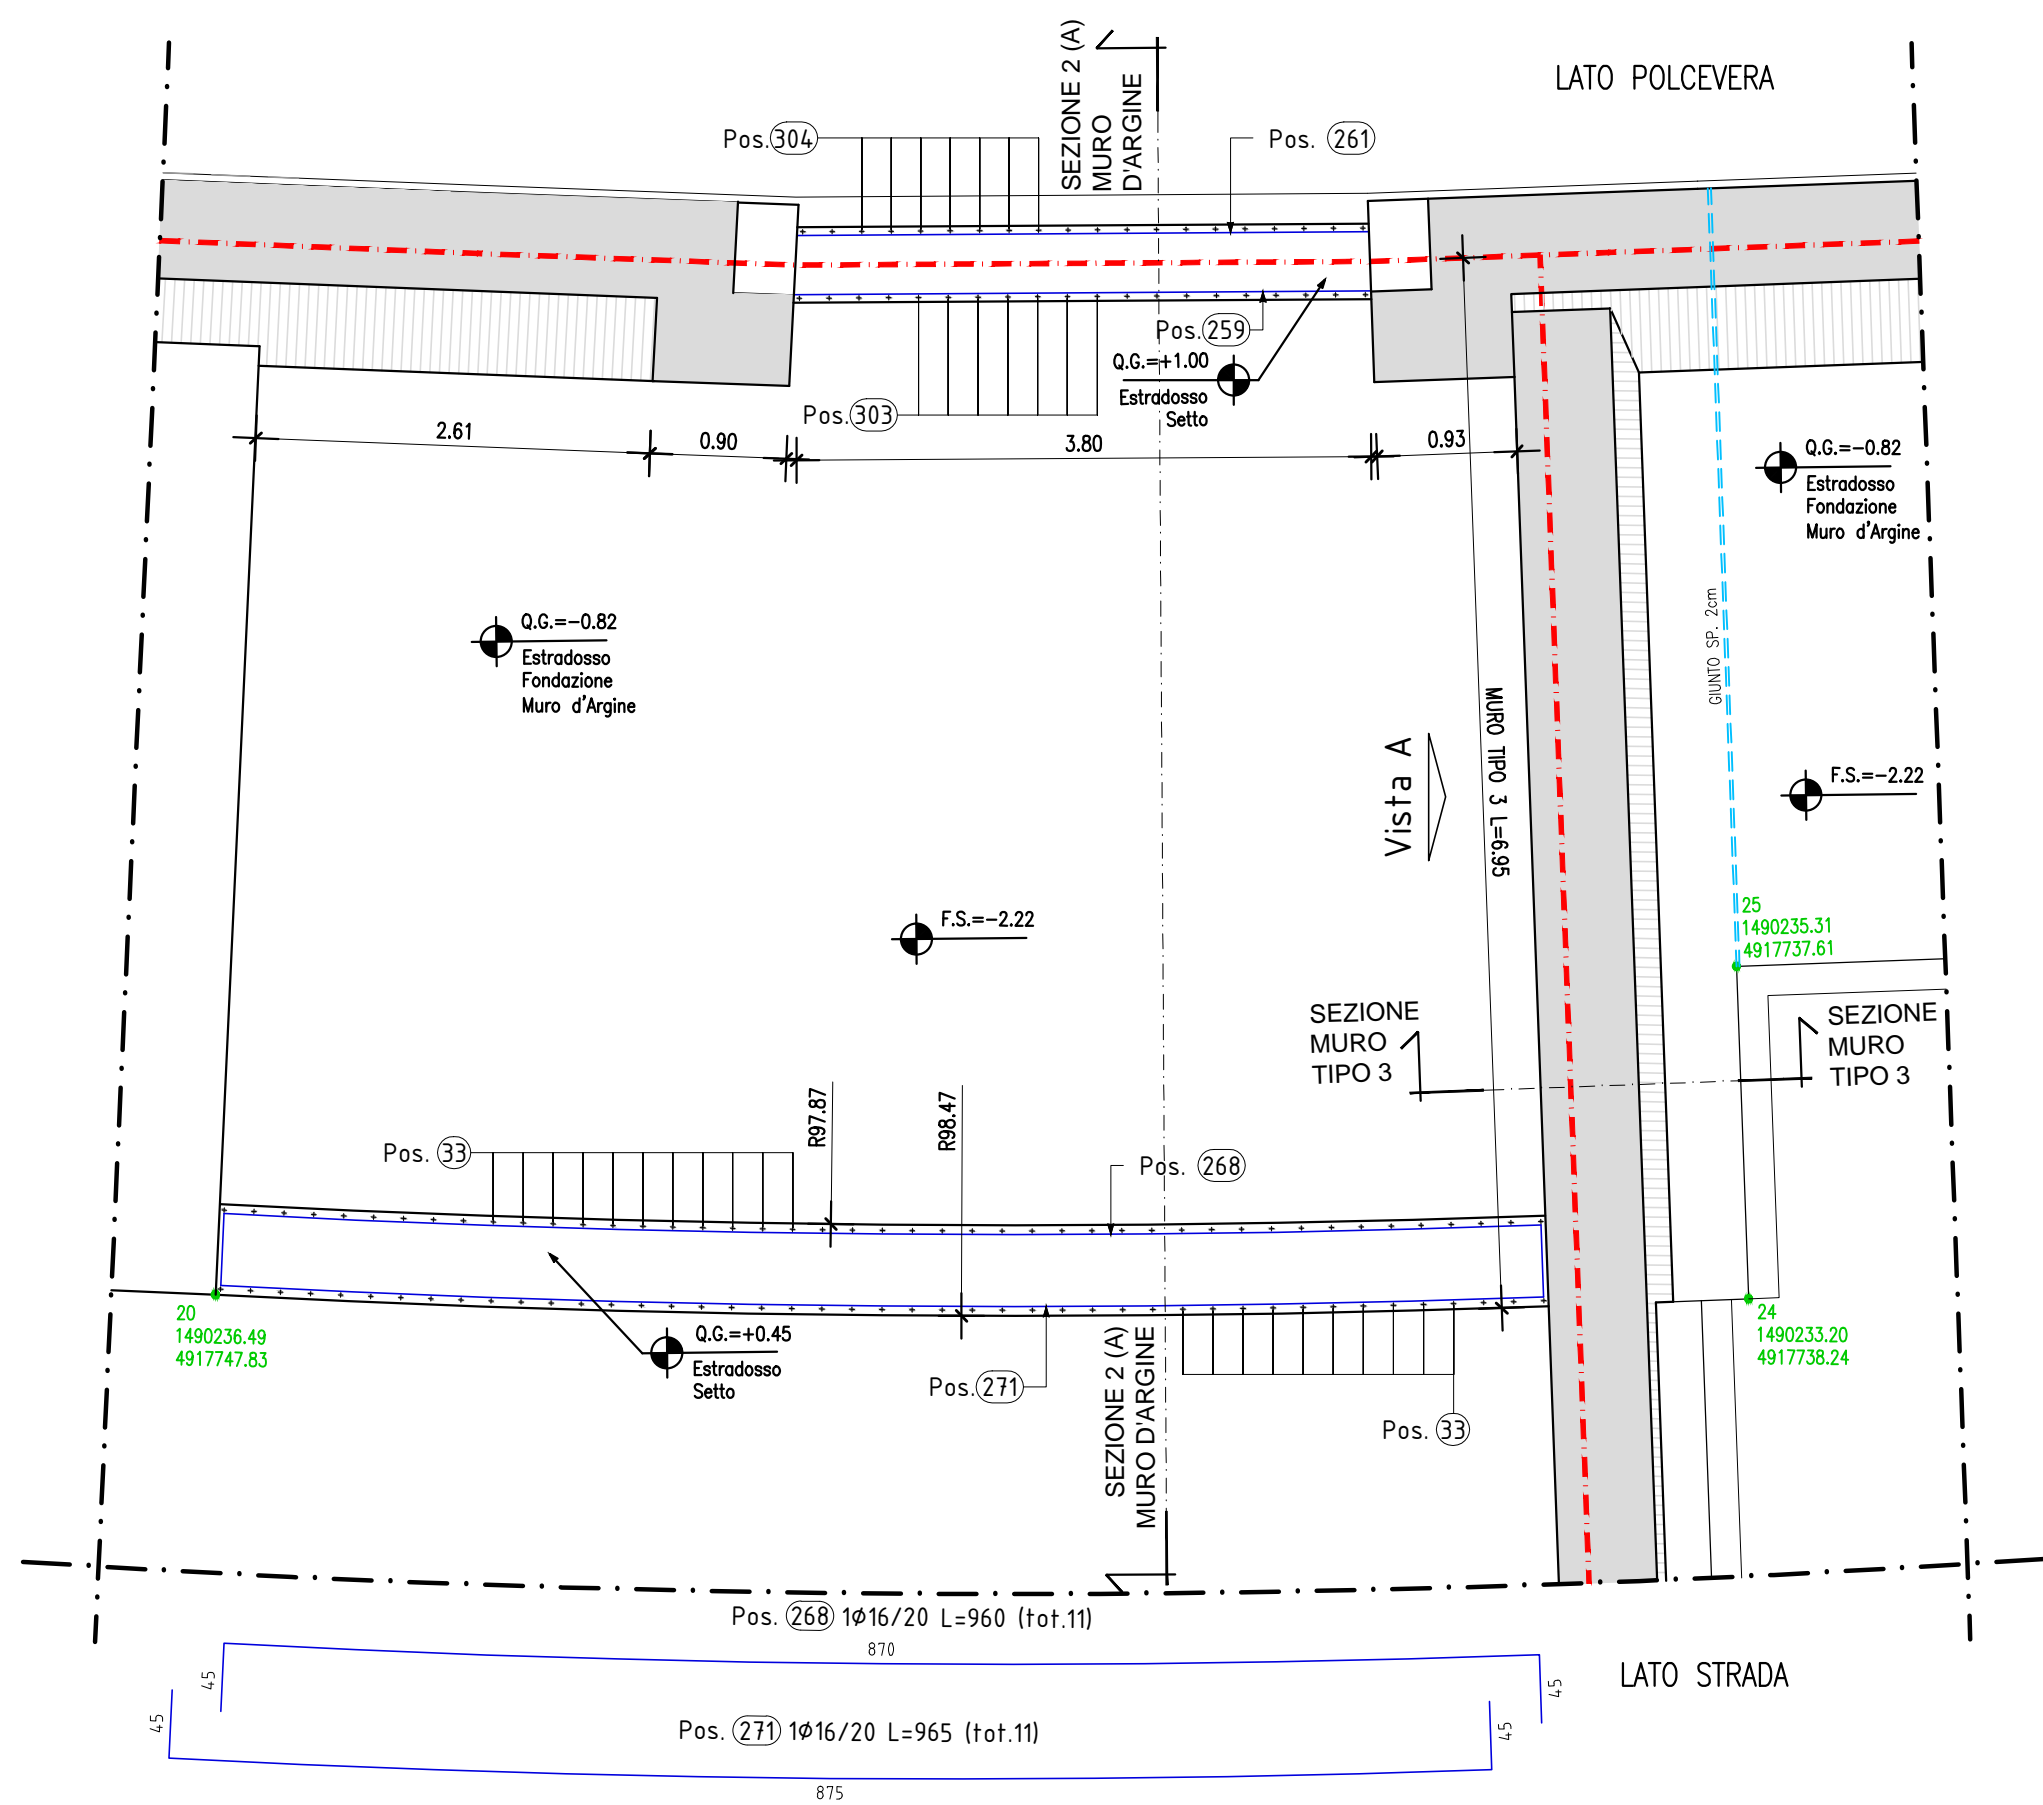 SEZIONE 2 (A)
MURO
D'ARGINE
LATO POLCEVERA
Pos. 304
Pos. 261
Pos. 259
Q.G.=+1.00
Estradosso
Setto
Pos. 303
2.61
0.90
3.80
0.93
Q.G.=-0.82
Estradosso
Fondazione
Muro d'Argine
Q.G.=-0.82
Estradosso
Fondazione
Muro d'Argine
GIUNTO SP. 2cm
MURO TIPO 3 L=6.95
Vista A
F.S.=-2.22
F.S.=-2.22
25
1490235.31
4917737.61
SEZIONE
MURO
TIPO 3
SEZIONE
MURO
TIPO 3
R97.87
R98.47
Pos. 33
Pos. 268
20
1490236.49
4917747.83
Q.G.=+0.45
Estradosso
Setto
Pos. 271
SEZIONE 2 (A)
MURO D'ARGINE
Pos. 33
24
1490233.20
4917738.24
Pos. 268 1Ø16/20 L=960 (tot.11)
870
45
45
LATO STRADA
45
Pos. 271 1Ø16/20 L=965 (tot.11)
45
875